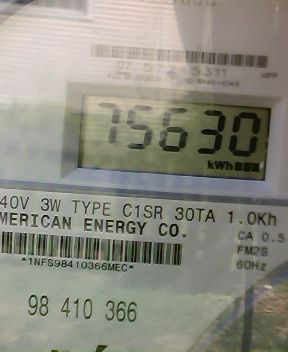 75630
kWh
40V 3W TYPE C1SR 30TA 1.0Kh
MERICAN ENERGY CO.
CA 0.5
FM2S
60Hz
*1NFS98410366MEC*
98 410 366